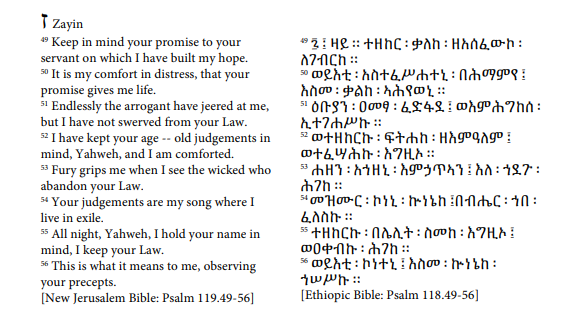 ז Zayin
⁴⁹ Keep in mind your promise to your
servant on which I have built my hope.
⁵⁰ It is my comfort in distress, that your
promise gives me life.
⁵¹ Endlessly the arrogant have jeered at me,
but I have not swerved from your Law.
⁵² I have kept your age -- old judgements in
mind, Yahweh, and I am comforted.
⁵³ Fury grips me when I see the wicked who
abandon your Law.
⁵⁴ Your judgements are my song where I
live in exile.
⁵⁵ All night, Yahweh, I hold your name in
mind, I keep your Law.
⁵⁶ This is what it means to me, observing
your precepts.
[New Jerusalem Bible: Psalm 119.49-56]
⁴⁹ ፯ ፤ ዛይ ። ተዘከር ፡ ቃለከ ፡ ዘአሰፈውኮ ፡
ለገብርከ ።
⁵⁰ ወይእቲ ፡ አስተፈሥሐተኒ ፡ በሕማምየ ፤
እስመ ፡ ቃልከ ፡ ኣሕየወኒ ።
⁵¹ ዕቡያን ፡ ዐመፃ ፡ ፈድፋደ ፤ ወእምሕግከሰ ፡
ኢተገሐሥኩ ።
⁵² ወተዘከርኩ ፡ ፍትሐከ ፡ ዘእምዓለም ፤
ወተፈሣሕኩ ፡ እግዚኦ ።
⁵³ ሐዘን ፡ አኀዘኒ ፡ እምኃጥኣን ፤ እለ ፡ ኀደጉ ፡
ሕገከ ።
⁵⁴ መዝሙር ፡ ኮነኒ ፡ ኵነኔከ ፤በብሔር ፡ ኀበ ፡
ፈለስኩ ።
⁵⁵ ተዘከርኩ ፡ በሌሊት ፡ ስመከ ፡ እግዚኦ ፤
ወዐቀብኩ ፡ ሕገከ ።
⁵⁶ ወይእቲ ፡ ኮነተኒ ፤ እስመ ፡ ኵነኔከ ፡
ኀሠሥኩ ።
[Ethiopic Bible: Psalm 118.49-56]